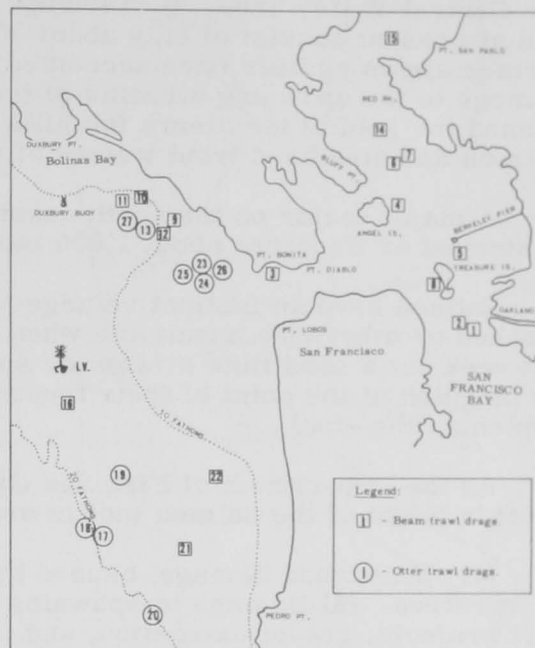 15
PT. SAN PABLO
RED RK.
DUXBURY PT.
Bolinas Bay
14
7
6
BLUFF PT.
11
10
DUXBURY BUOY
4
ANGEL IS.
BERKELEY PIER
27
13
9
12
5
PT. BONITA
23
25
26
24
3
PT. DIABLO
TREASURE IS.
8
OAKLAND
PT. LOBOS
2
1
San Francisco
L.V.
SAN
FRANCISCO
BAY
16
10 FATHOMS
19
22
20 FATHOMS
Legend:
1 - Beam trawl drags.
18
17
21
1 - Otter trawl drags.
20
PEDRO PT.